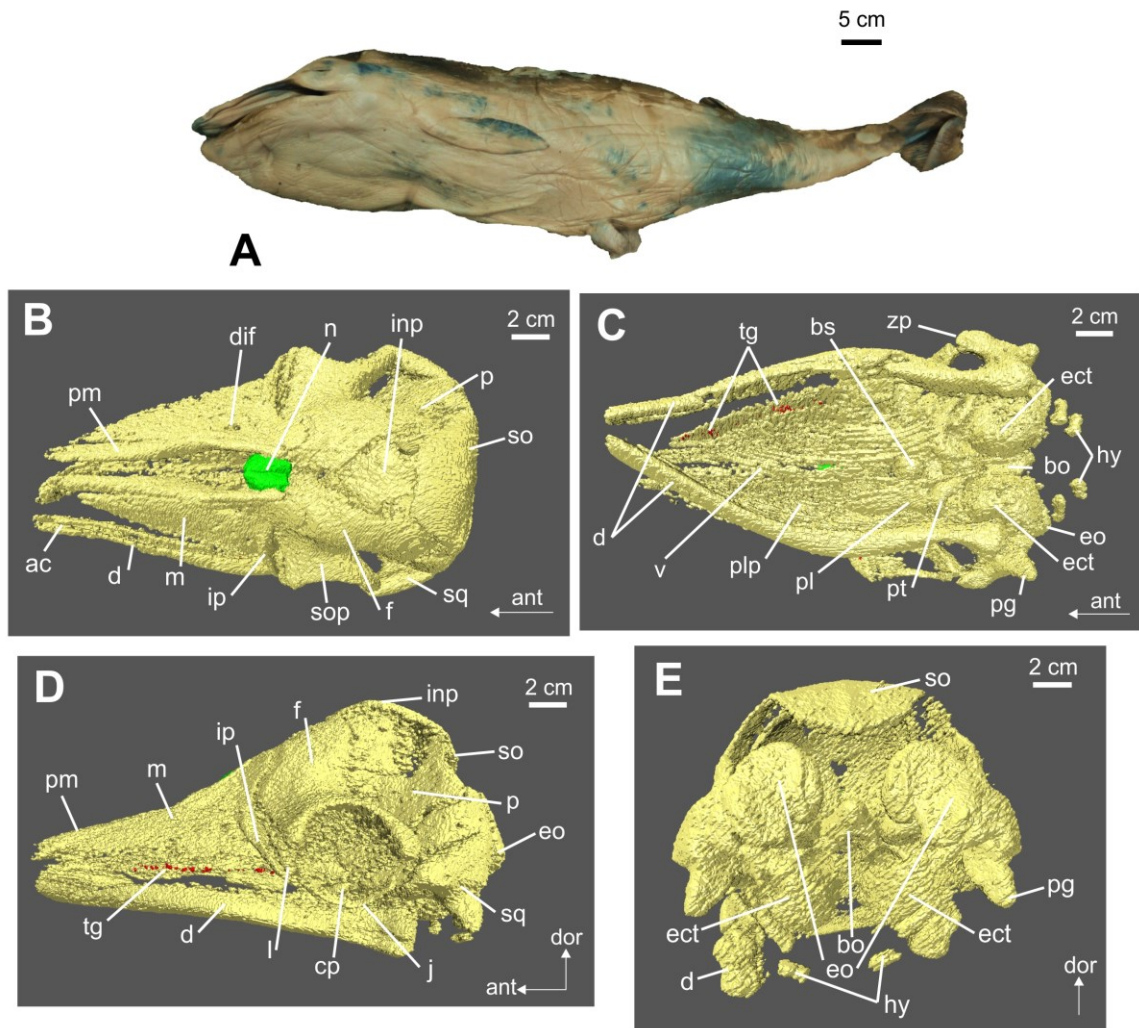 5 cm
A
B
2 cm
dif
n
inp
pm
p
so
ac
d
m
ip
sop
f
sq
ant
C
2 cm
tg
bs
zp
ect
hy
bo
d
v
plp
pl
pt
ect
eo
pg
ant
D
2 cm
inp
f
ip
so
m
pm
p
eo
tg
d
l
cp
j
sq
dor
ant
E
2 cm
so
pg
ect
bo
ect
d
eo
hy
dor